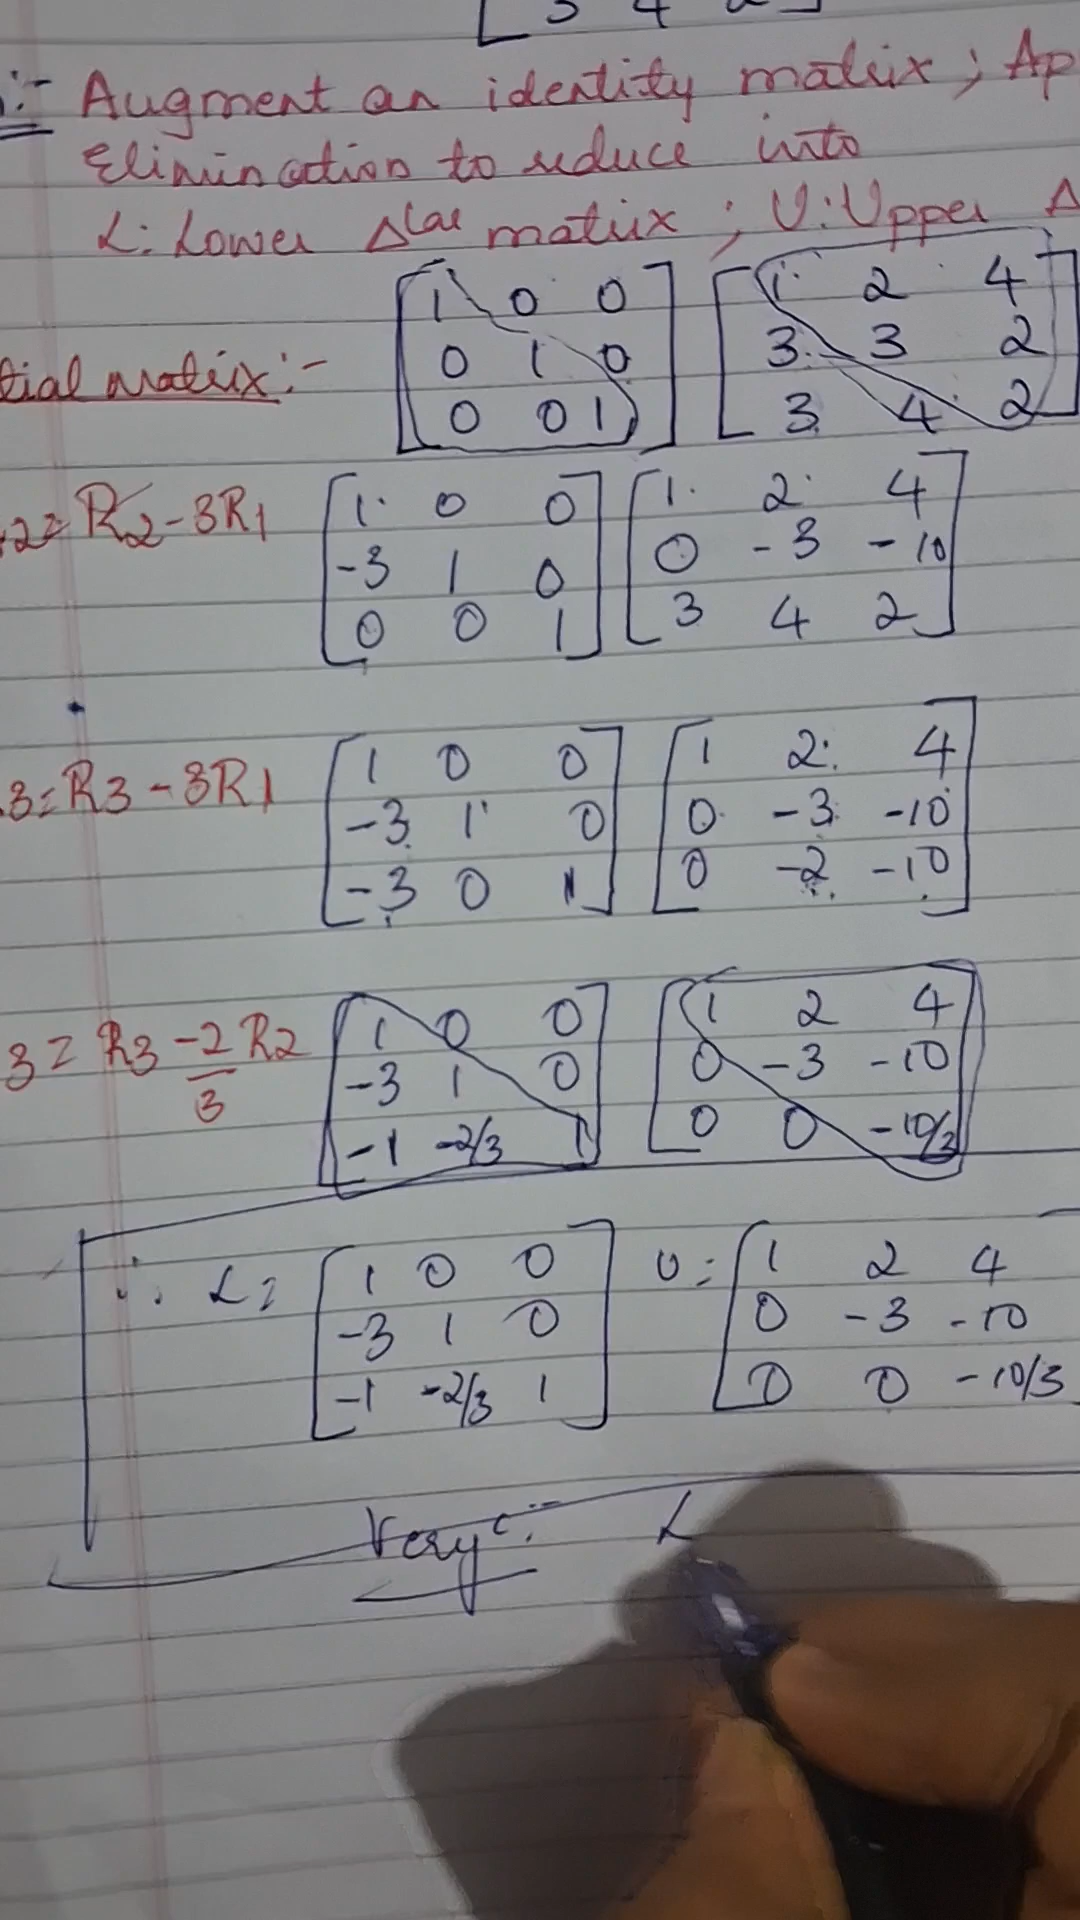 [ 3 4 2 ]
:- Augment an identity matrix ; Ap
Elimination to reduce into
L: Lower Δlar matrix ; U: Upper Δ
tial matrix :- [ 1 0 0 ] [ 1 2 4 ]
[ 0 1 0 ] [ 3 3 2 ]
[ 0 0 1 ] [ 3 4 2 ]
2 = R2 - 3R1 [ 1 0 0 ] [ 1 2 4 ]
[ -3 1 0 ] [ 0 -3 -10 ]
[ 0 0 1 ] [ 3 4 2 ]
3 = R3 - 3R1 [ 1 0 0 ] [ 1 2 4 ]
[ -3 1 0 ] [ 0 -3 -10 ]
[ -3 0 1 ] [ 0 -2 -10 ]
3 = R3 - 2/3 R2 [ 1 0 0 ] [ 1 2 4 ]
[ -3 1 0 ] [ 0 -3 -10 ]
[ -1 -2/3 1 ] [ 0 0 -10/3 ]
∴ L = [ 1 0 0 ] U = [ 1 2 4
[ -3 1 0 ] [ 0 -3 -10
[ -1 -2/3 1 ] [ 0 0 -10/3
L